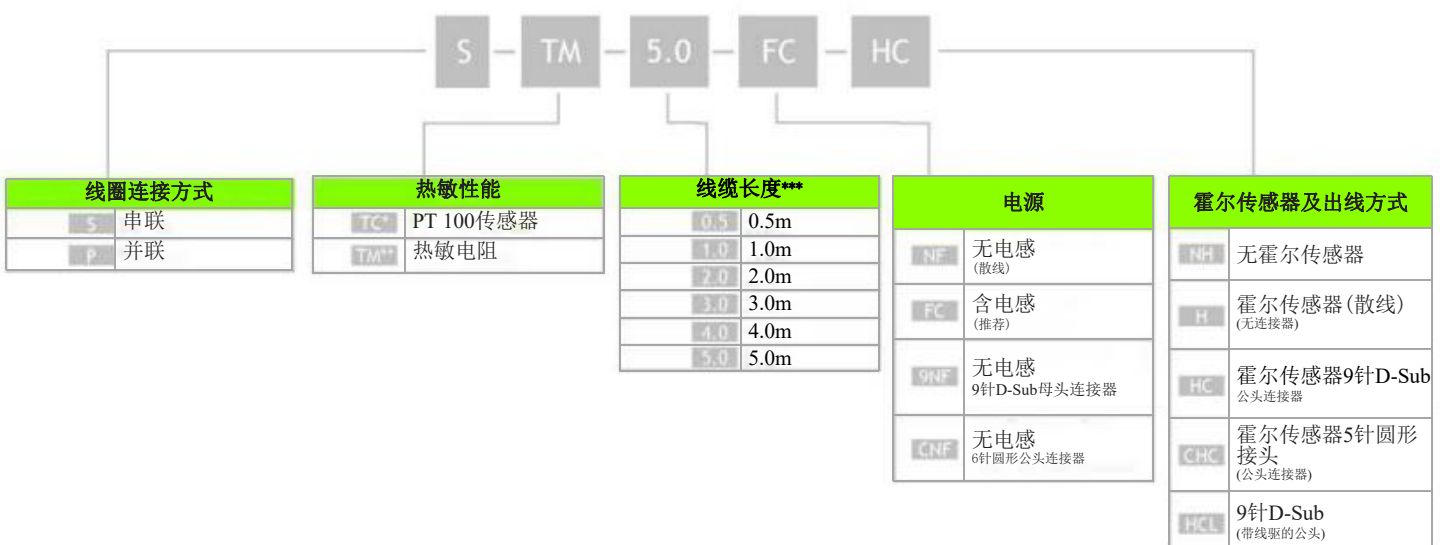 S - TM - 5.0 - FC - HC
线圈连接方式
S 串联
P 并联
热敏性能
TC* PT 100传感器
TM** 热敏电阻
线缆长度***
0.5 0.5m
1.0 1.0m
2.0 2.0m
3.0 3.0m
4.0 4.0m
5.0 5.0m
电源
NF 无电感
(散线)
FC 含电感
(推荐)
9NF 无电感
9针D-Sub母头连接器
CNF 无电感
6针圆形公头连接器
霍尔传感器及出线方式
NH 无霍尔传感器
H 霍尔传感器(散线)
(无连接器)
HC 霍尔传感器9针D-Sub
公头连接器
CHC 霍尔传感器5针圆形
接头
(公头连接器)
HCL 9针D-Sub
(带线驱的公头)